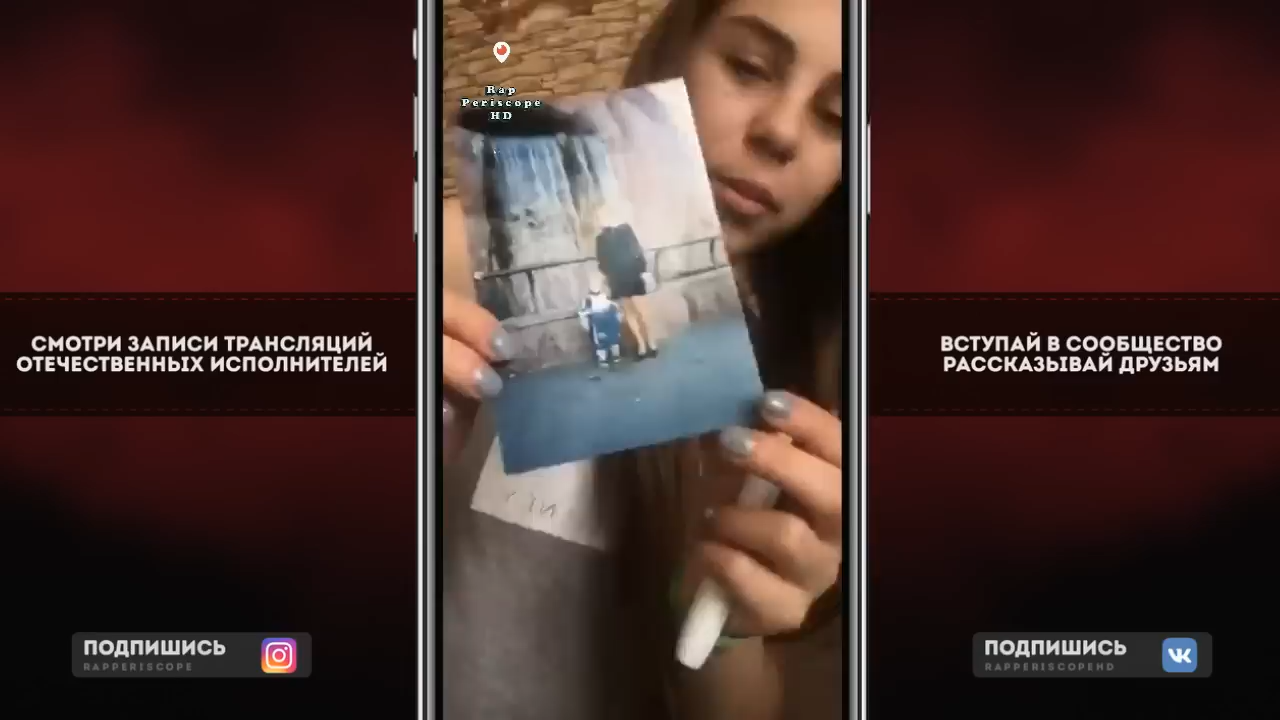 Rap
Periscope
HD
СМОТРИ ЗАПИСИ ТРАНСЛЯЦИЙ
ОТЕЧЕСТВЕННЫХ ИСПОЛНИТЕЛЕЙ
ВСТУПАЙ В СООБЩЕСТВО
РАССКАЗЫВАЙ ДРУЗЬЯМ
ПОДПИШИСЬ
RAPPERISCOPE
ПОДПИШИСЬ
RAPPERISCOPEHD